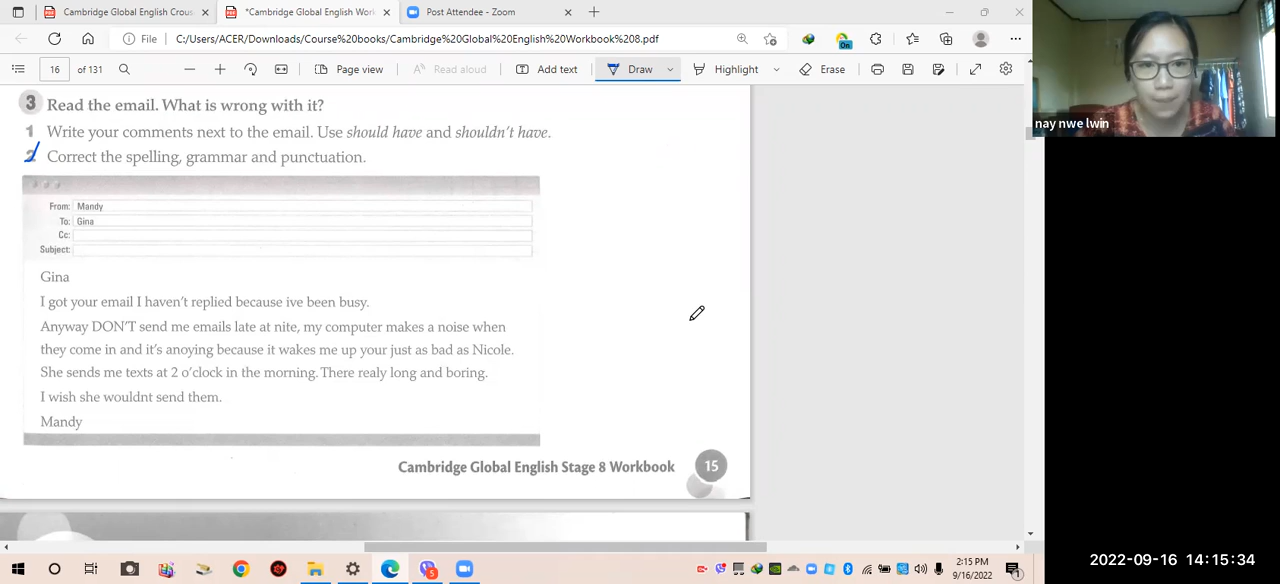 Cambridge Global English Crous
*Cambridge Global English Work
Post Attendee - Zoom
File
C:/Users/ACER/Downloads/Course%20books/Cambridge%20Global%20English%20Workbook%208.pdf
On
16 of 131
Page view
Read aloud
Add text
Draw
Highlight
Erase
nay nwe lwin
3 Read the email. What is wrong with it?
1 Write your comments next to the email. Use should have and shouldn't have.
2 Correct the spelling, grammar and punctuation.
From: Mandy
To: Gina
Cc:
Subject:
Gina
I got your email I haven't replied because ive been busy.
Anyway DON'T send me emails late at nite, my computer makes a noise when
they come in and it's anoying because it wakes me up your just as bad as Nicole.
She sends me texts at 2 o'clock in the morning. There realy long and boring.
I wish she wouldnt send them.
Mandy
Cambridge Global English Stage 8 Workbook 15
2022-09-16 14:15:34
2:15 PM
9/16/2022